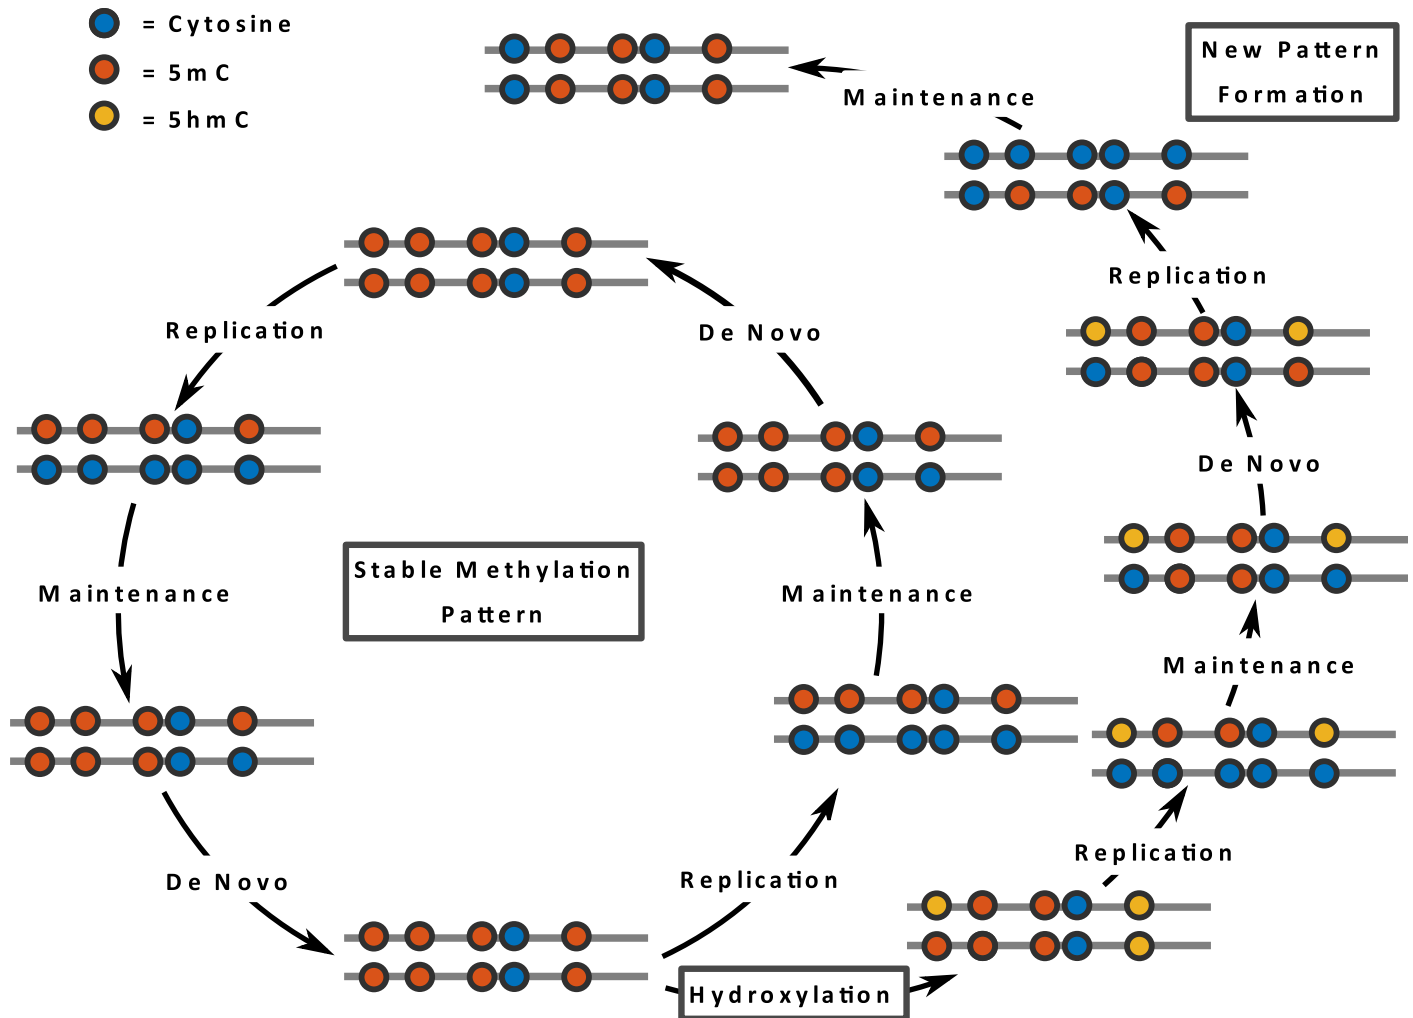 = Cytosine
= 5mC
= 5hmC
New Pattern
Formation
Maintenance
Replication
De Novo
Replication
De Novo
Maintenance
Stable Methylation
Pattern
Maintenance
Maintenance
De Novo
Replication
Replication
Hydroxylation